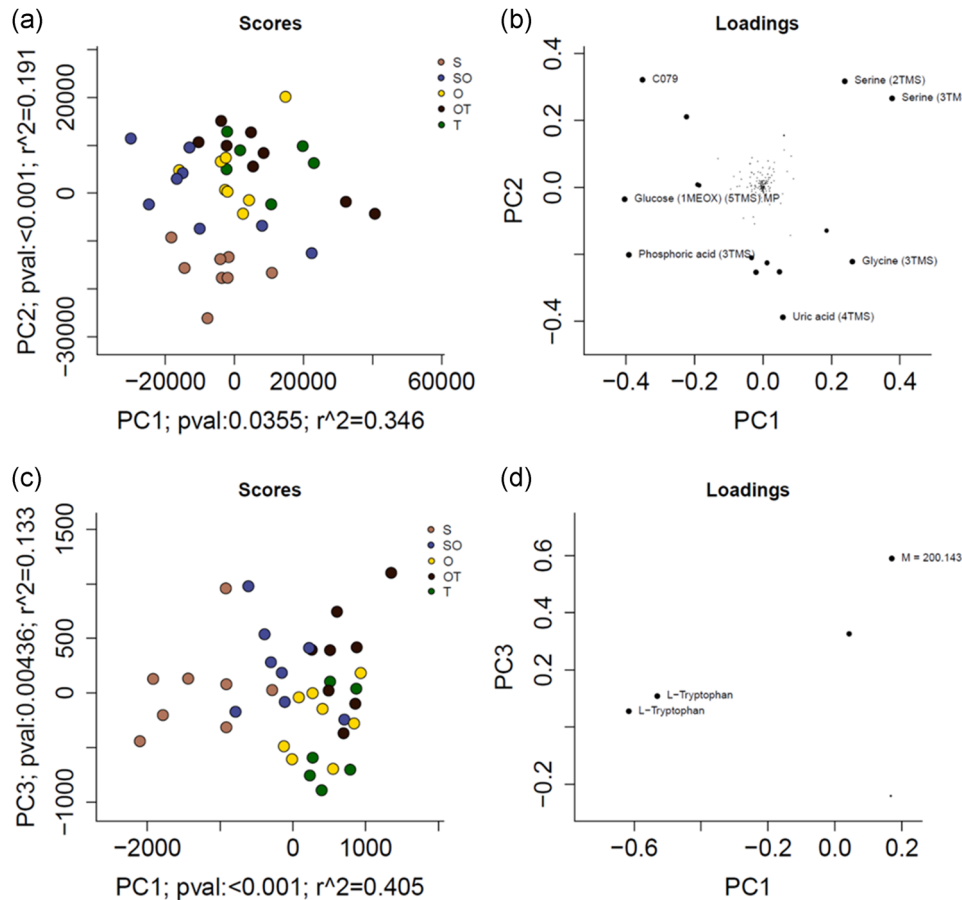 (a)
Scores
S
SO
O
OT
T
PC2; pval:<0.001; r^2=0.191
20000
0
−30000
−20000 0 20000 60000
PC1; pval:0.0355; r^2=0.346
(b)
Loadings
C079
Serine (2TMS)
Serine (3TM
Glucose (1MEOX) (5TMS) MP
Phosphoric acid (3TMS)
Glycine (3TMS)
Uric acid (4TMS)
PC2
0.4
0.0
−0.4
−0.4 −0.2 0.0 0.2 0.4
PC1
(c)
Scores
S
SO
O
OT
T
PC3; pval:0.00436; r^2=0.133
1500
500
0
−1000
−2000 0 1000
PC1; pval:<0.001; r^2=0.405
(d)
Loadings
M = 200.143
L−Tryptophan
L−Tryptophan
PC3
0.6
0.4
0.2
−0.2
−0.6 −0.2 0.0 0.2
PC1